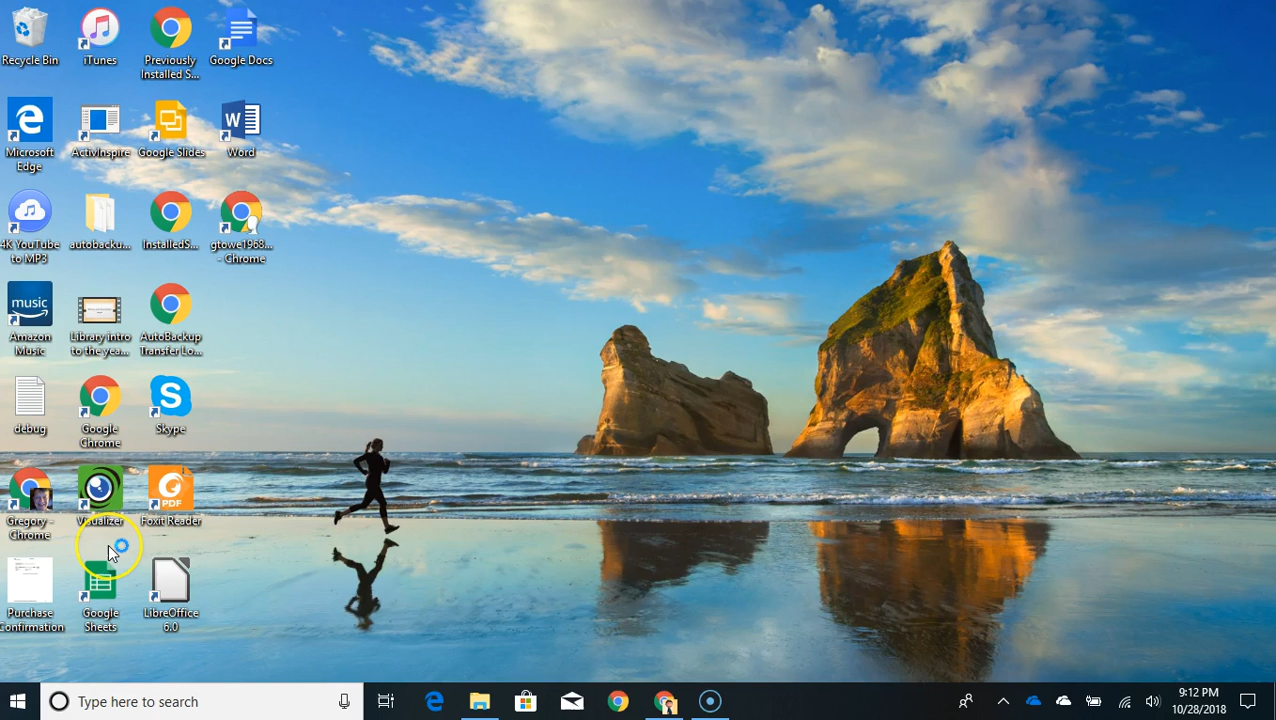 Recycle Bin
iTunes
Previously
Installed S...
Google Docs
Microsoft
Edge
ActivInspire
Google Slides
Word
4K YouTube
to MP3
autobacku...
InstalledS...
gtowe1968...
- Chrome
music
Amazon
Music
Library intro
to the yea...
AutoBackup
Transfer Lo...
debug
Google
Chrome
Skype
Gregory -
Chrome
Visualizer
PDF
Foxit Reader
Purchase
Confirmation
Google
Sheets
LibreOffice
6.0
Type here to search
9:12 PM
10/28/2018